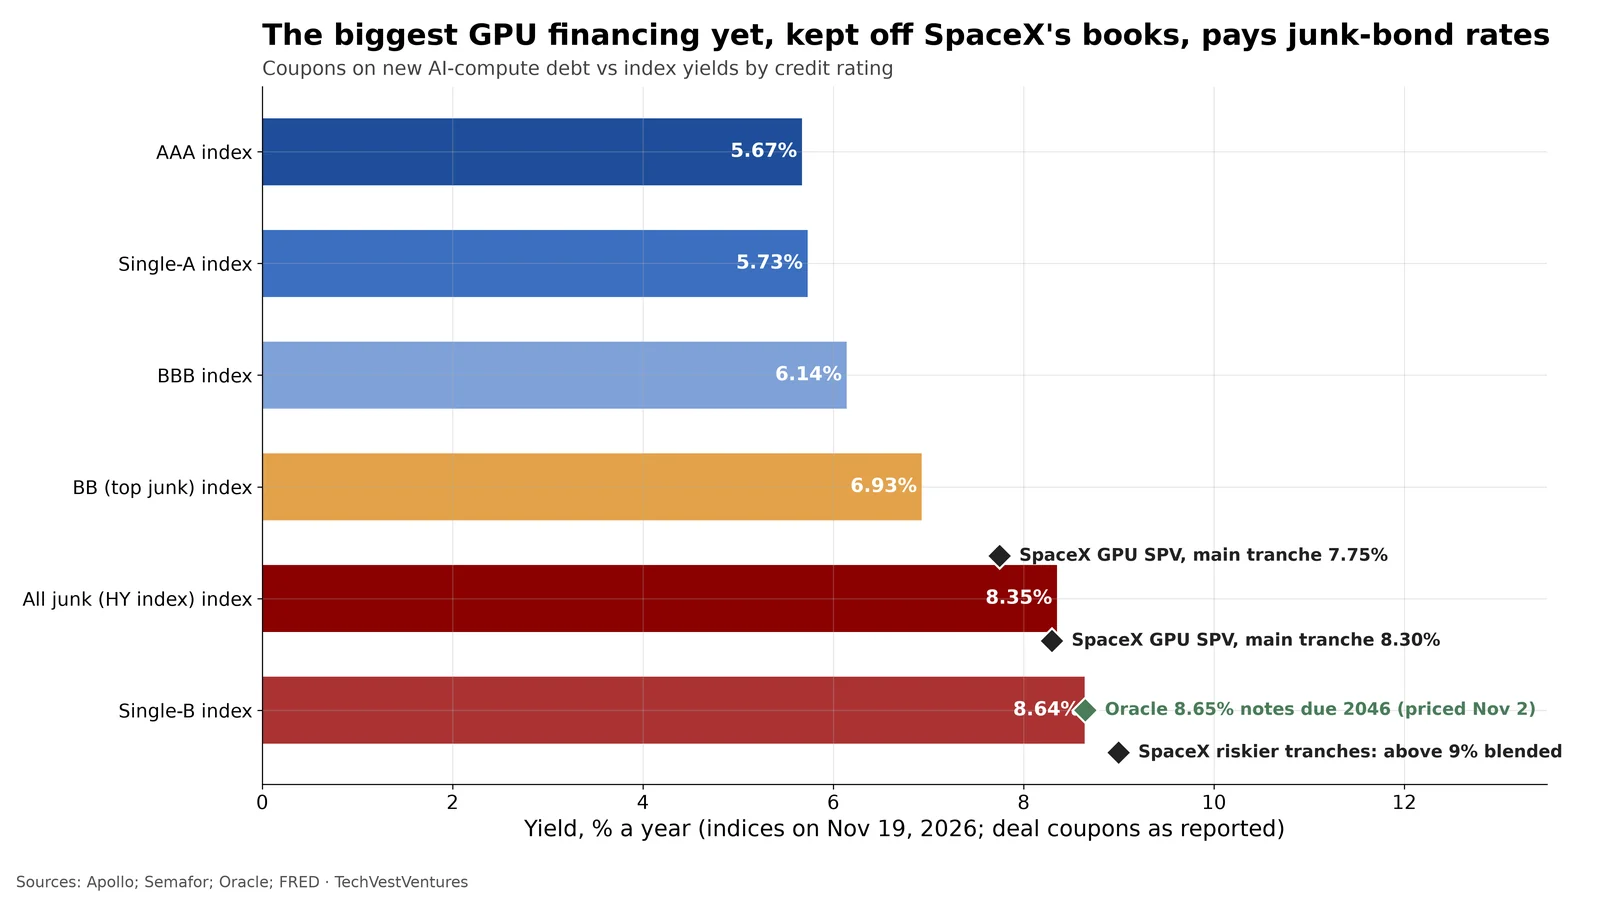 The biggest GPU financing yet, kept off SpaceX's books, pays junk-bond rates
Coupons on new AI-compute debt vs index yields by credit rating
AAA index
5.67%
Single-A index
5.73%
BBB index
6.14%
BB (top junk) index
6.93%
SpaceX GPU SPV, main tranche 7.75%
All junk (HY index) index
8.35%
SpaceX GPU SPV, main tranche 8.30%
Single-B index
8.64%
Oracle 8.65% notes due 2046 (priced Nov 2)
SpaceX riskier tranches: above 9% blended
0 2 4 6 8 10 12
Yield, % a year (indices on Nov 19, 2026; deal coupons as reported)
Sources: Apollo; Semafor; Oracle; FRED · TechVestVentures